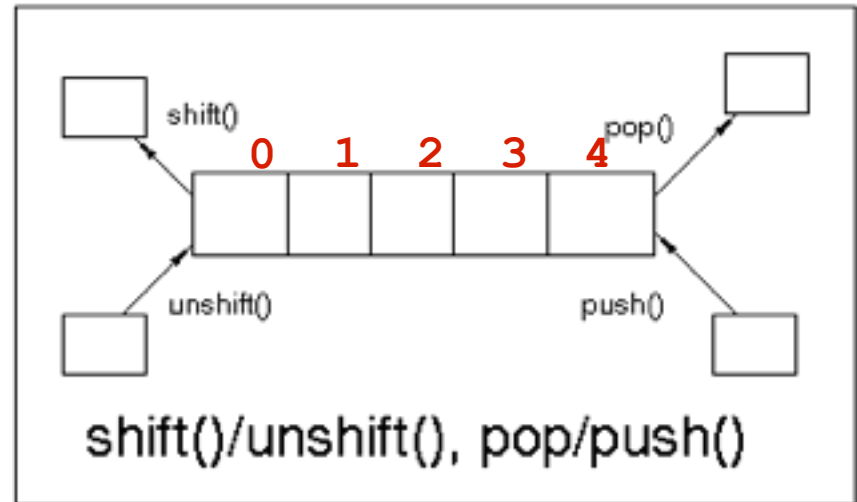 shift()
pop()
0 1 2 3 4
unshift()
push()
shift()/unshift(), pop/push()